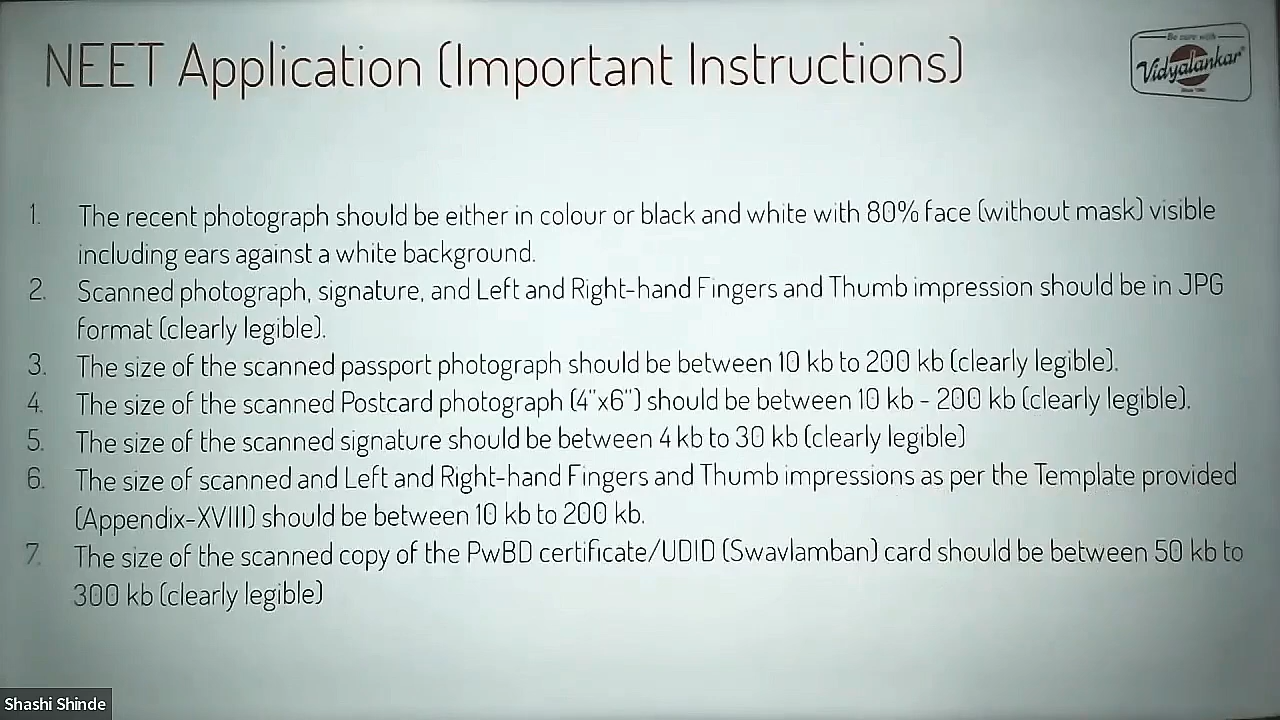 NEET Application (Important Instructions)
Be sure with
Vidyalankar
Since 1960
1. The recent photograph should be either in colour or black and white with 80% face (without mask) visible
including ears against a white background.
2. Scanned photograph, signature, and Left and Right-hand Fingers and Thumb impression should be in JPG
format (clearly legible).
3. The size of the scanned passport photograph should be between 10 kb to 200 kb (clearly legible).
4. The size of the scanned Postcard photograph (4"x6") should be between 10 kb - 200 kb (clearly legible).
5. The size of the scanned signature should be between 4 kb to 30 kb (clearly legible)
6. The size of scanned and Left and Right-hand Fingers and Thumb impressions as per the Template provided
(Appendix-XVIII) should be between 10 kb to 200 kb.
7. The size of the scanned copy of the PwBD certificate/UDID (Swavlamban) card should be between 50 kb to
300 kb (clearly legible)
Shashi Shinde